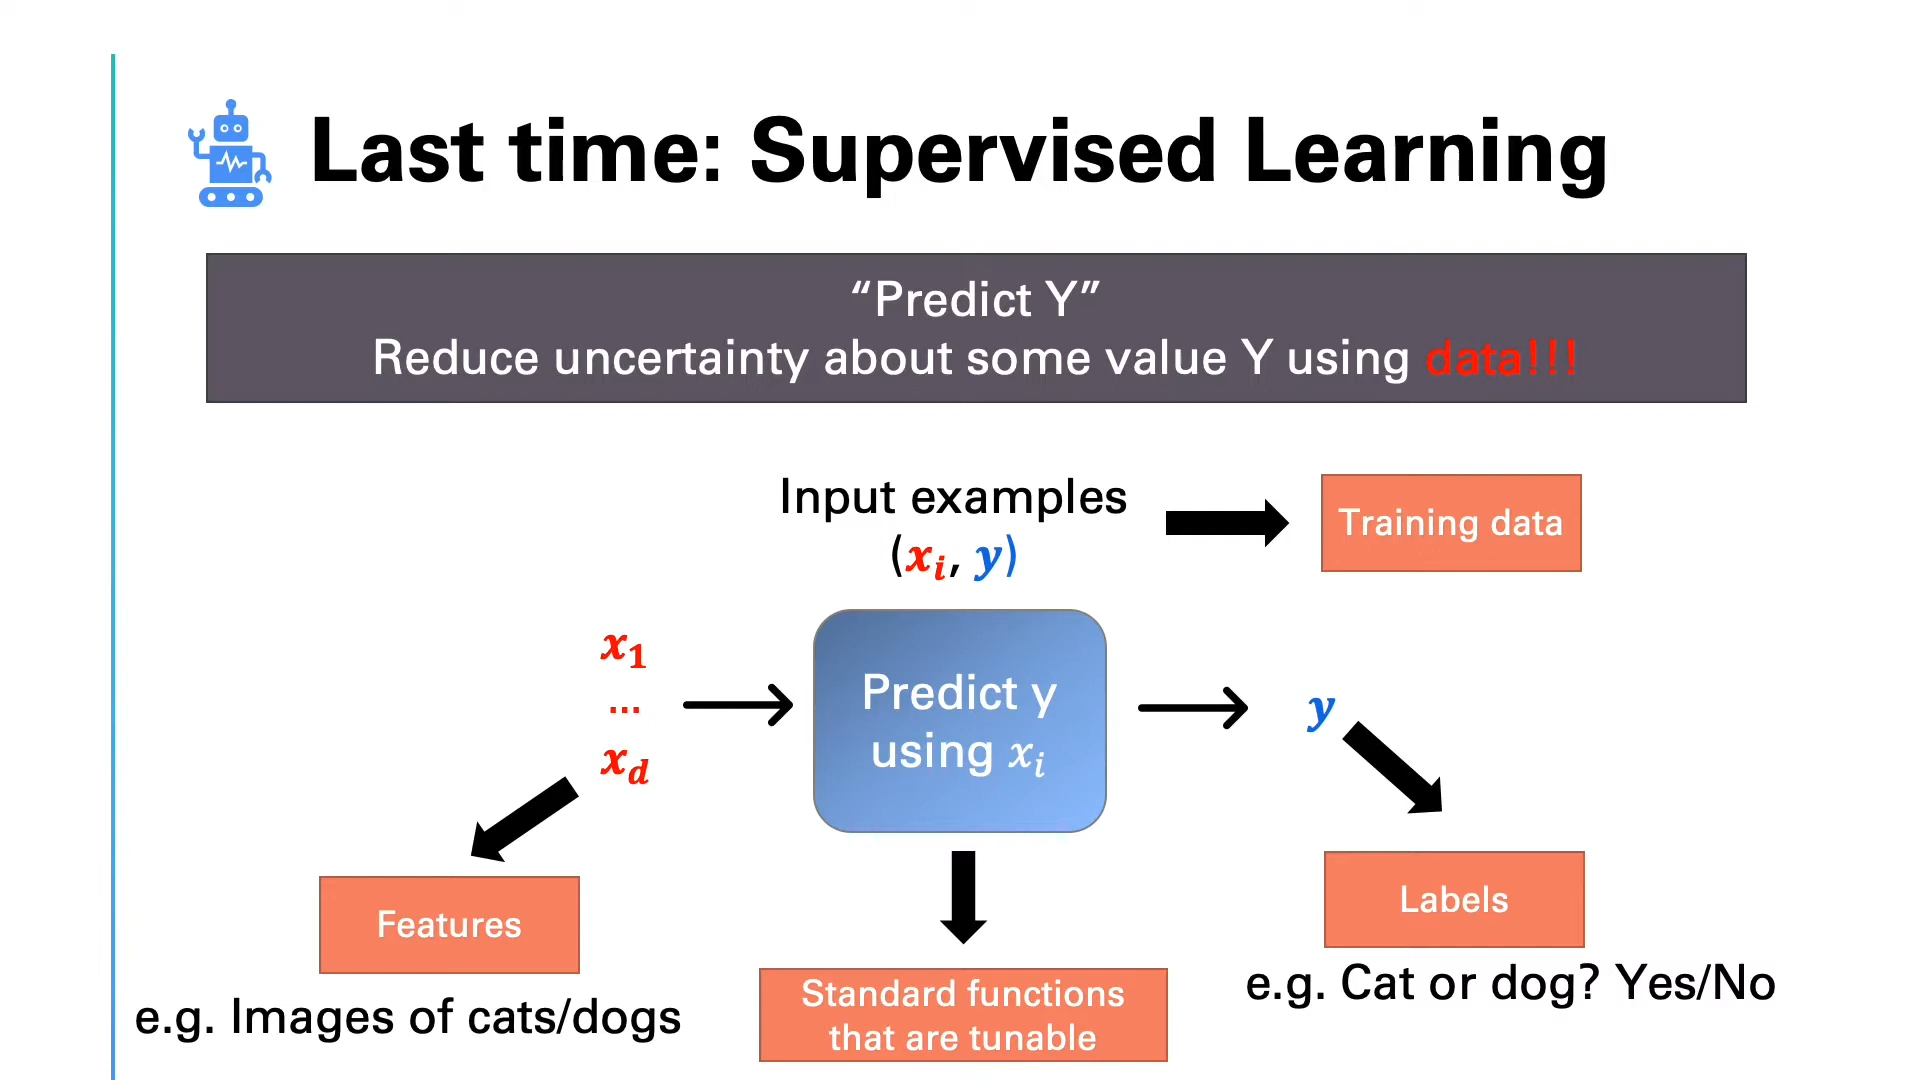 Last time: Supervised Learning
“Predict Y”
Reduce uncertainty about some value Y using data!!!
Input examples
(xᵢ, y)
Training data
x₁
...
x_d
Predict y
using xᵢ
y
Features
e.g. Images of cats/dogs
Standard functions
that are tunable
Labels
e.g. Cat or dog? Yes/No